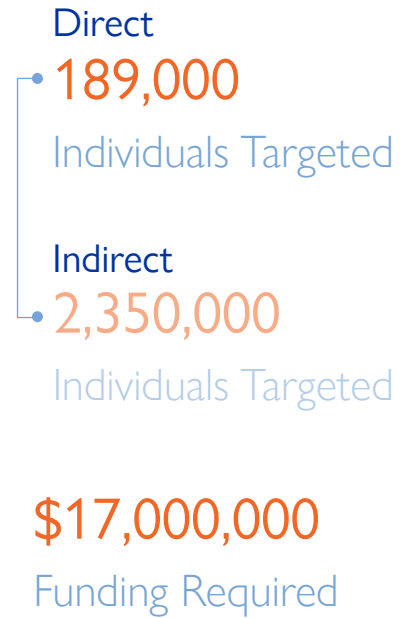 Direct
189,000
Individuals Targeted
Indirect
2,350,000
Individuals Targeted
$17,000,000
Funding Required